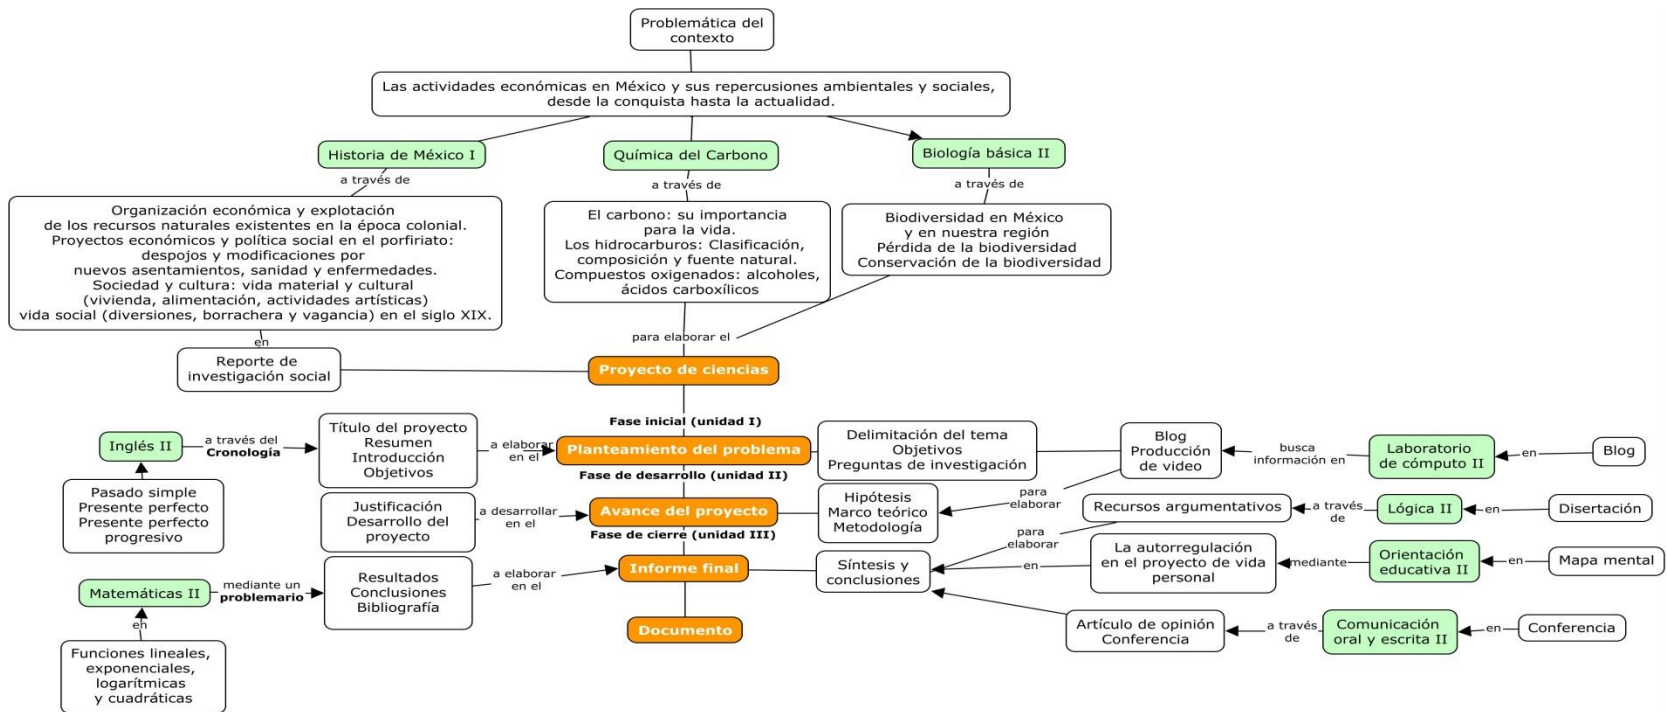 Problemática del
contexto
Las actividades económicas en México y sus repercusiones ambientales y sociales,
desde la conquista hasta la actualidad.
Historia de México I
Química del Carbono
Biología básica II
a través de
a través de
a través de
Organización económica y explotación
de los recursos naturales existentes en la época colonial.
Proyectos económicos y política social en el porfiriato:
despojos y modificaciones por
nuevos asentamientos, sanidad y enfermedades.
Sociedad y cultura: vida material y cultural
(vivienda, alimentación, actividades artísticas)
vida social (diversiones, borrachera y vagancia) en el siglo XIX.
El carbono: su importancia
para la vida.
Los hidrocarburos: Clasificación,
composición y fuente natural.
Compuestos oxigenados: alcoholes,
ácidos carboxílicos
Biodiversidad en México
y en nuestra región
Pérdida de la biodiversidad
Conservación de la biodiversidad
en
para elaborar el
Reporte de
investigación social
Proyecto de ciencias
Fase inicial (unidad I)
Inglés II
a través del
Cronología
Título del proyecto
Resumen
Introducción
Objetivos
a elaborar
en el
Planteamiento del problema
Delimitación del tema
Objetivos
Preguntas de investigación
Blog
Producción
de video
busca
información en
Laboratorio
de cómputo II
en
Blog
Fase de desarrollo (unidad II)
Pasado simple
Presente perfecto
Presente perfecto
progresivo
Justificación
Desarrollo del
proyecto
a desarrollar
en el
Avance del proyecto
Hipótesis
Marco teórico
Metodología
para
elaborar
Recursos argumentativos
a través
de
Lógica II
en
Disertación
Fase de cierre (unidad III)
para
elaborar
Matemáticas II
mediante un
problemario
Resultados
Conclusiones
Bibliografía
a elaborar
en el
Informe final
Síntesis y
conclusiones
en
La autorregulación
en el proyecto de vida
personal
mediante
Orientación
educativa II
en
Mapa mental
en
Documento
Artículo de opinión
Conferencia
a través
de
Comunicación
oral y escrita II
en
Conferencia
Funciones lineales,
exponenciales,
logarítmicas
y cuadráticas